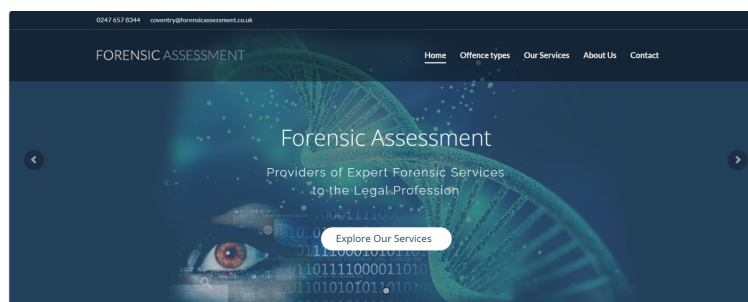 0247 657 8344 coventry@forensicassessment.co.uk
FORENSIC ASSESSMENT
Home Offence types Our Services About Us Contact
Forensic Assessment
Providers of Expert Forensic Services
to the Legal Profession
Explore Our Services